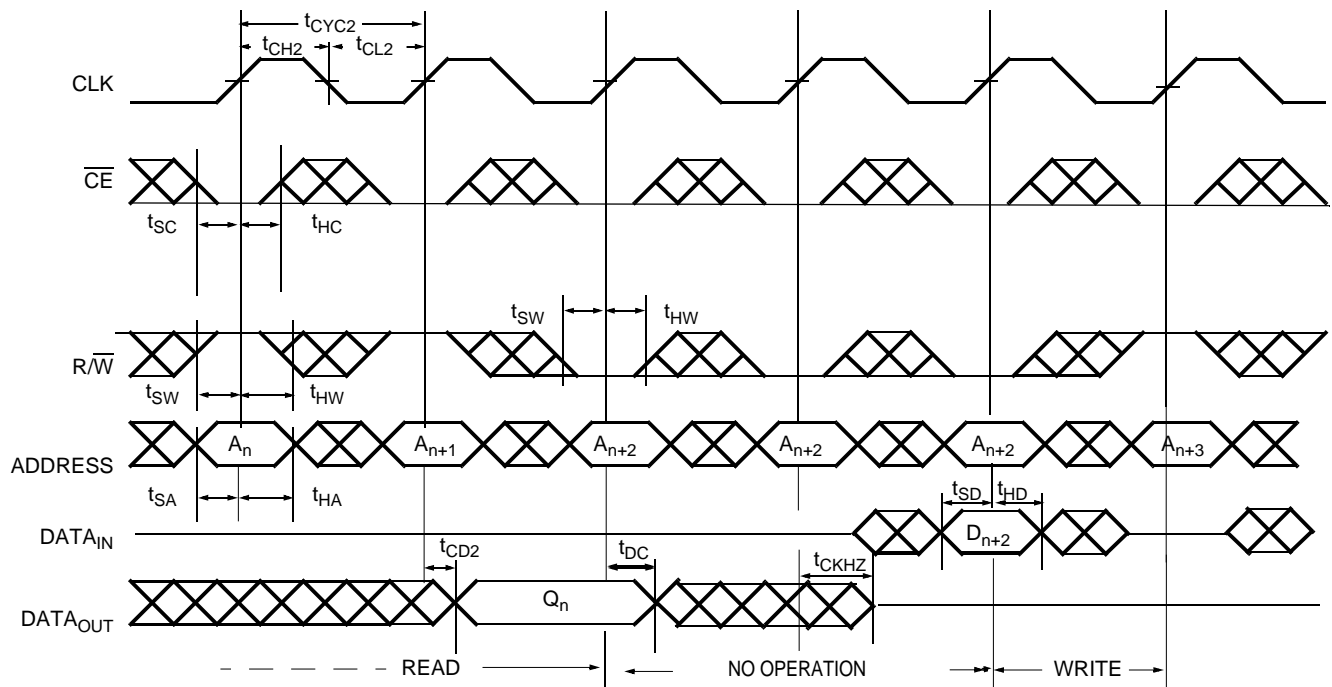 tCYC2
tCH2 tCL2
CLK
CE
tSC tHC
tSW tHW
R/W
tSW tHW
An An+1 An+2 An+2 An+2 An+3
ADDRESS
tSA tHA tSD tHD
DATAIN Dn+2
tCD2 tDC tCKHZ
Qn
DATAOUT
READ NO OPERATION WRITE